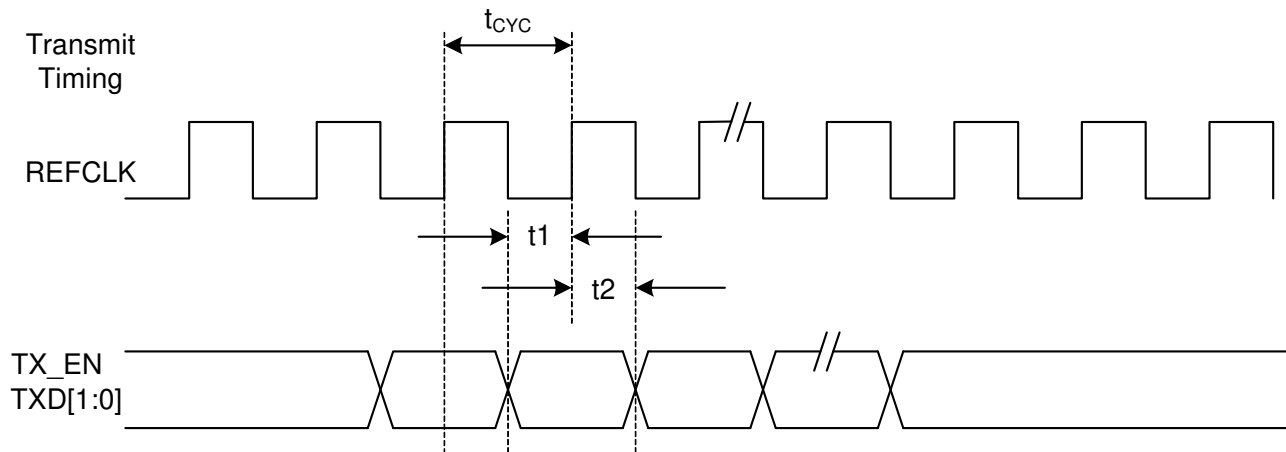 Transmit
Timing
tCYC
REFCLK
t1
t2
TX_EN
TXD[1:0]